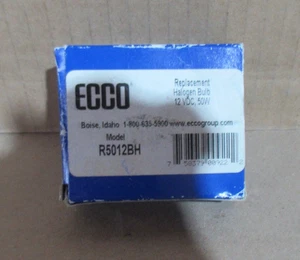 ECCO
Replacement
Halogen Bulb
12 VDC, 50W
Boise, Idaho 1-800-635-5900 www.eccogroup.com
Model
R5012BH